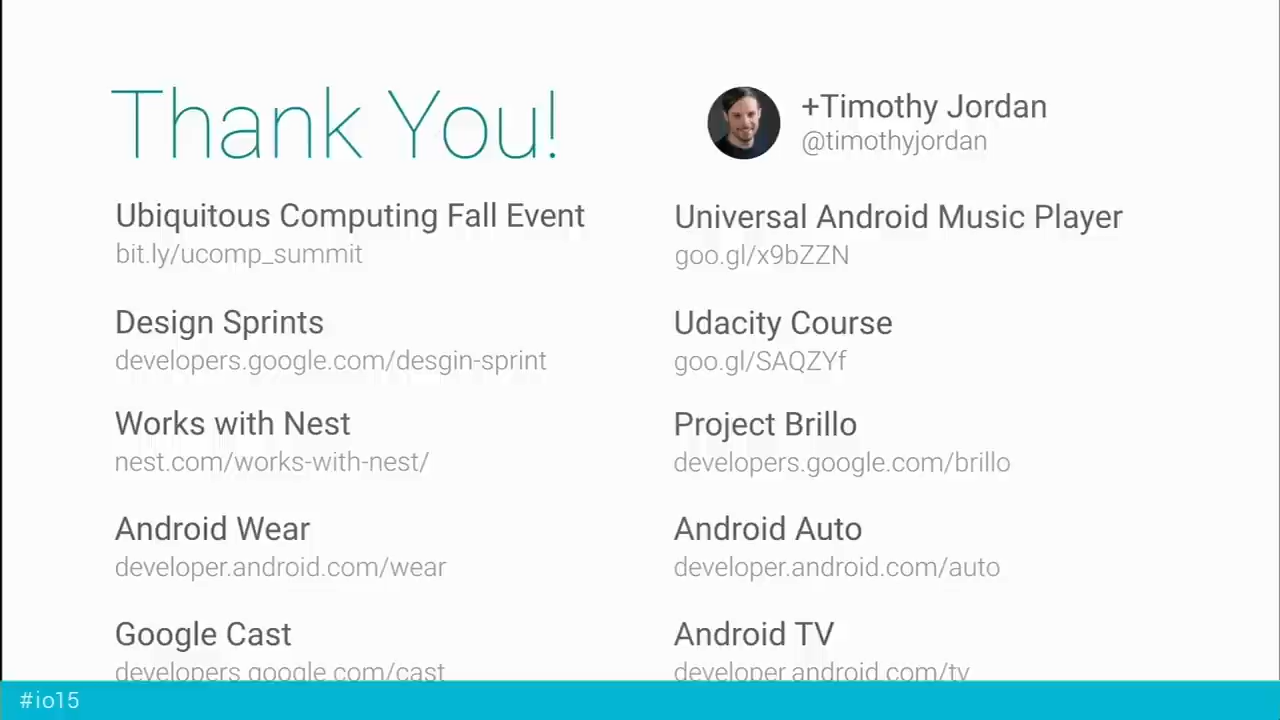 Thank You!
+Timothy Jordan
@timothyjordan
Ubiquitous Computing Fall Event
bit.ly/ucomp_summit
Universal Android Music Player
goo.gl/x9bZZN
Design Sprints
developers.google.com/desgin-sprint
Udacity Course
goo.gl/SAQZYf
Works with Nest
nest.com/works-with-nest/
Project Brillo
developers.google.com/brillo
Android Wear
developer.android.com/wear
Android Auto
developer.android.com/auto
Google Cast
developers.google.com/cast
Android TV
developer.android.com/tv
#io15